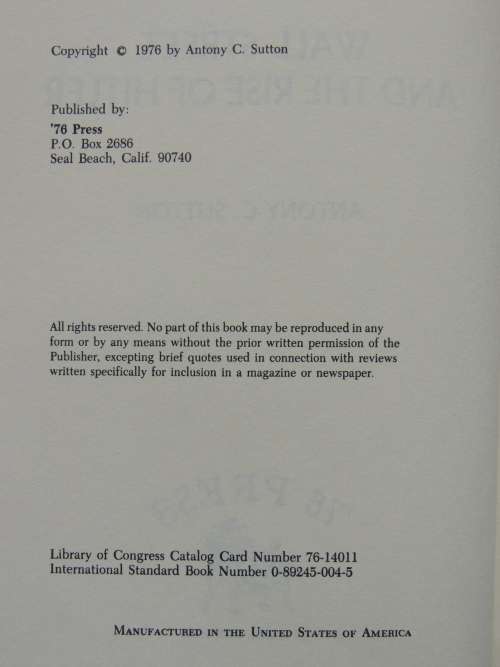 Copyright © 1976 by Antony C. Sutton
Published by:
'76 Press
P.O. Box 2686
Seal Beach, Calif. 90740
All rights reserved. No part of this book may be reproduced in any
form or by any means without the prior written permission of the
Publisher, excepting brief quotes used in connection with reviews
written specifically for inclusion in a magazine or newspaper.
Library of Congress Catalog Card Number 76-14011
International Standard Book Number 0-89245-004-5
MANUFACTURED IN THE UNITED STATES OF AMERICA